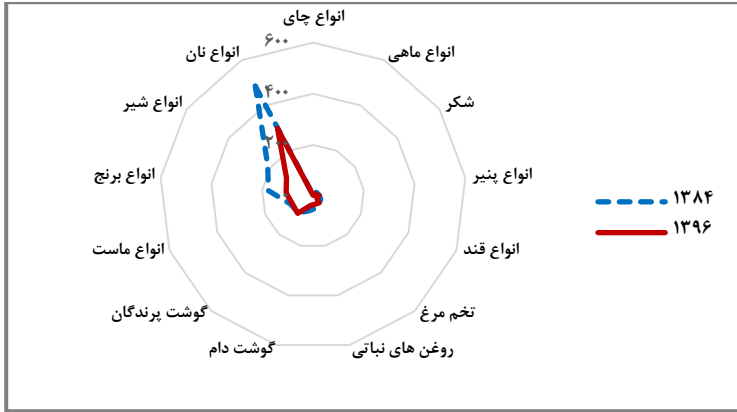 انواع چای
انواع ماهی
شکر
انواع پنیر
انواع قند
تخم مرغ
روغن های نباتی
گوشت دام
گوشت پرندگان
انواع ماست
انواع برنج
انواع شیر
انواع نان
۶۰۰
۴۰۰
۱۳۸۴
۱۳۹۶